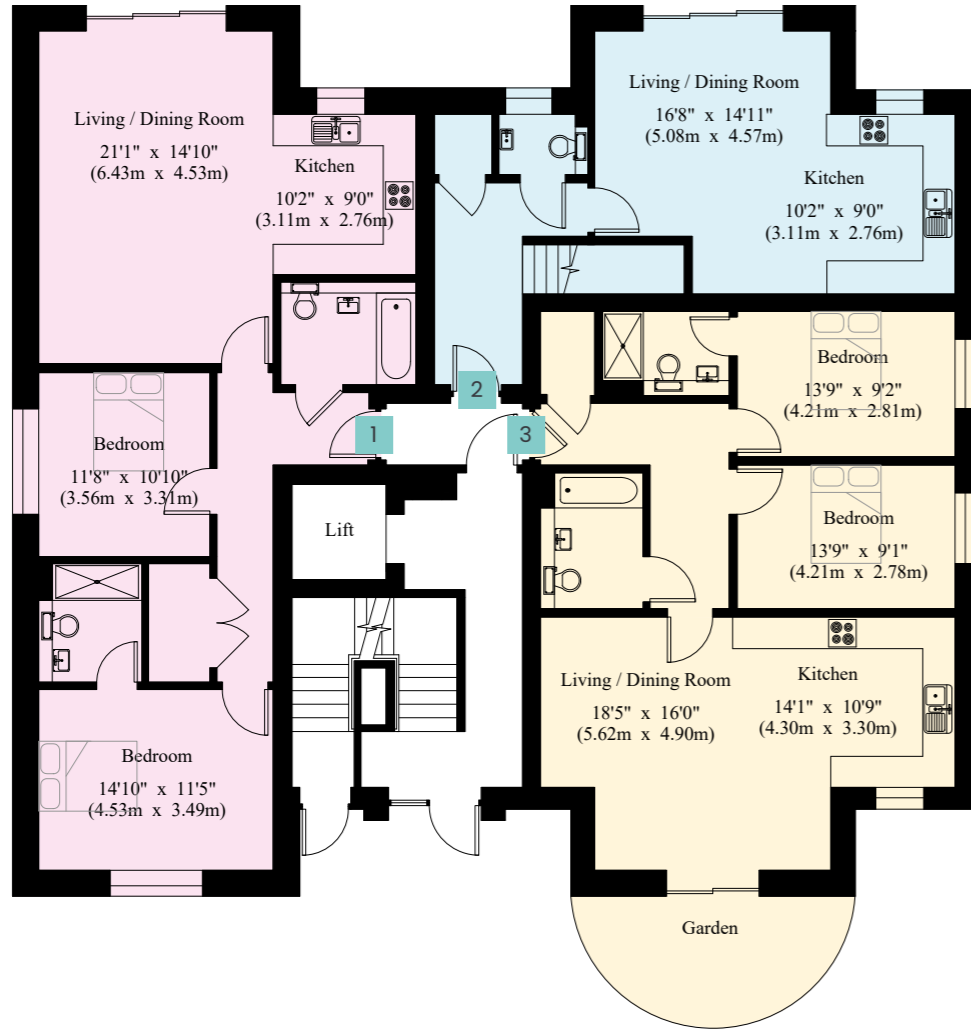 Living / Dining Room
21'1" x 14'10"
(6.43m x 4.53m)
Kitchen
10'2" x 9'0"
(3.11m x 2.76m)
Living / Dining Room
16'8" x 14'11"
(5.08m x 4.57m)
Kitchen
10'2" x 9'0"
(3.11m x 2.76m)
2
1
3
Bedroom
11'8" x 10'10"
(3.56m x 3.31m)
Lift
Bedroom
13'9" x 9'2"
(4.21m x 2.81m)
Bedroom
13'9" x 9'1"
(4.21m x 2.78m)
Bedroom
14'10" x 11'5"
(4.53m x 3.49m)
Living / Dining Room
18'5" x 16'0"
(5.62m x 4.90m)
Kitchen
14'1" x 10'9"
(4.30m x 3.30m)
Garden